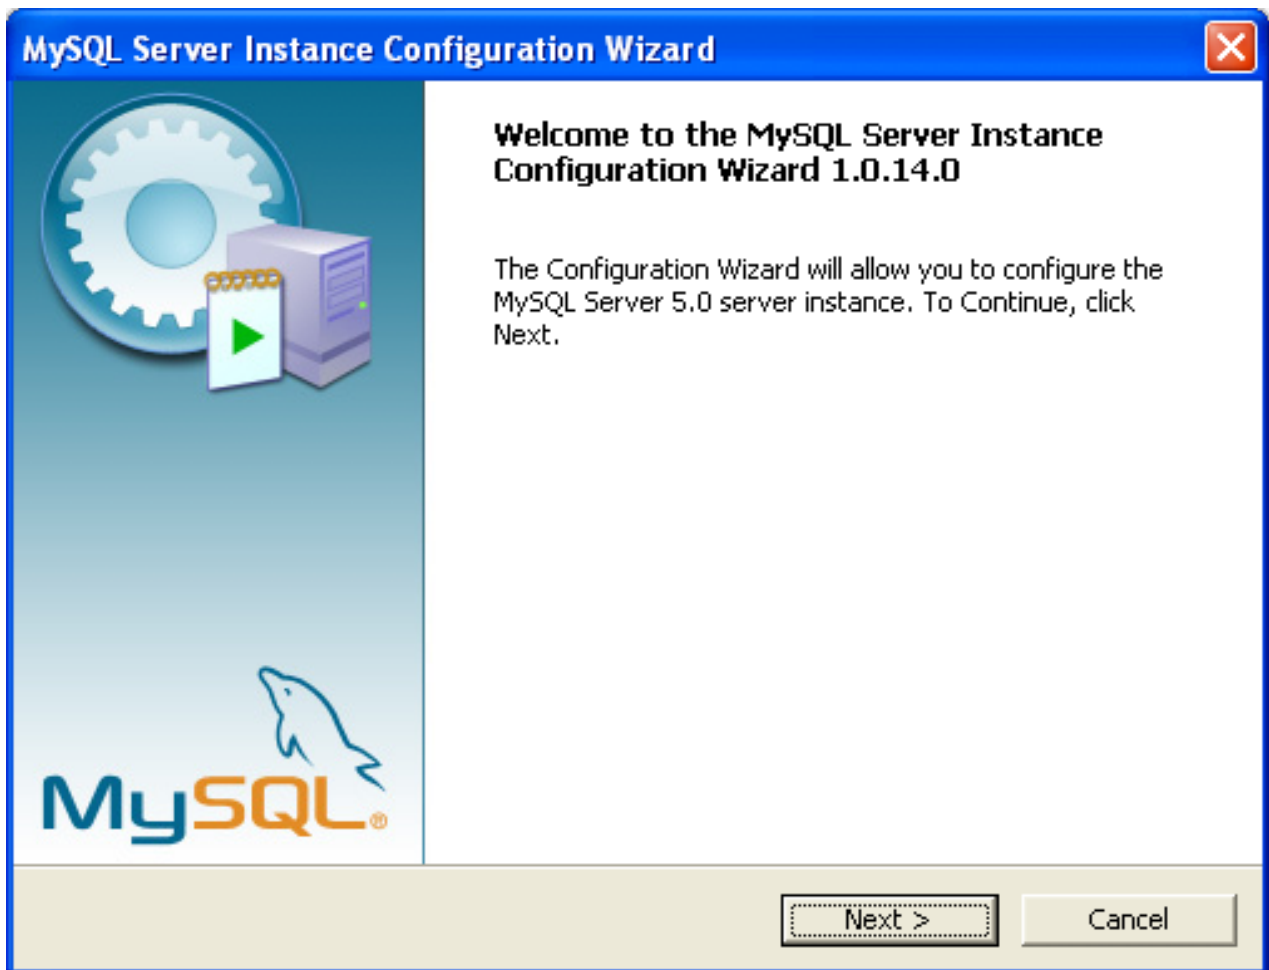 MySQL Server Instance Configuration Wizard
Welcome to the MySQL Server Instance
Configuration Wizard 1.0.14.0
The Configuration Wizard will allow you to configure the
MySQL Server 5.0 server instance. To Continue, click
Next.
MySQL®
Next >
Cancel